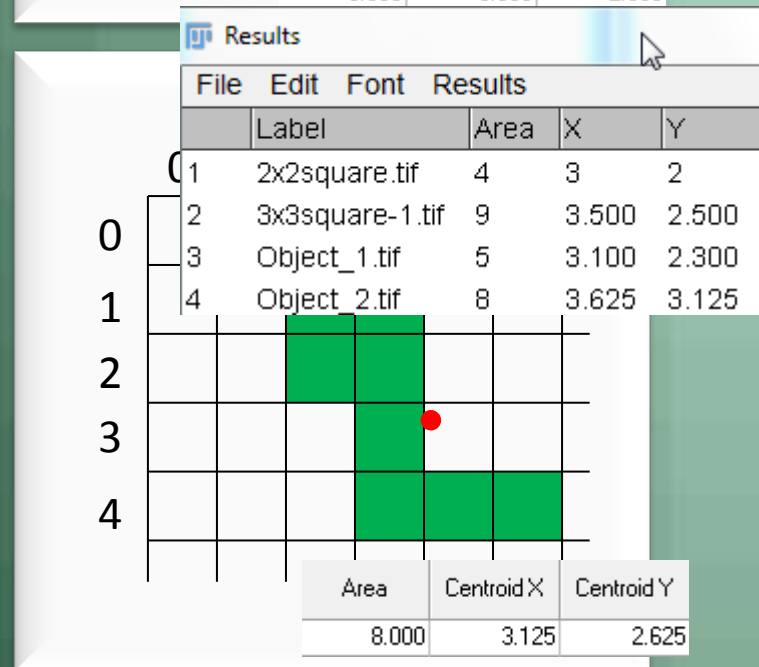 Results
File Edit Font Results
Label Area X Y
1 2x2square.tif 4 3 2
2 3x3square-1.tif 9 3.500 2.500
3 Object_1.tif 5 3.100 2.300
4 Object_2.tif 8 3.625 3.125
0
1
2
3
4
Area Centroid X Centroid Y
8.000 3.125 2.625